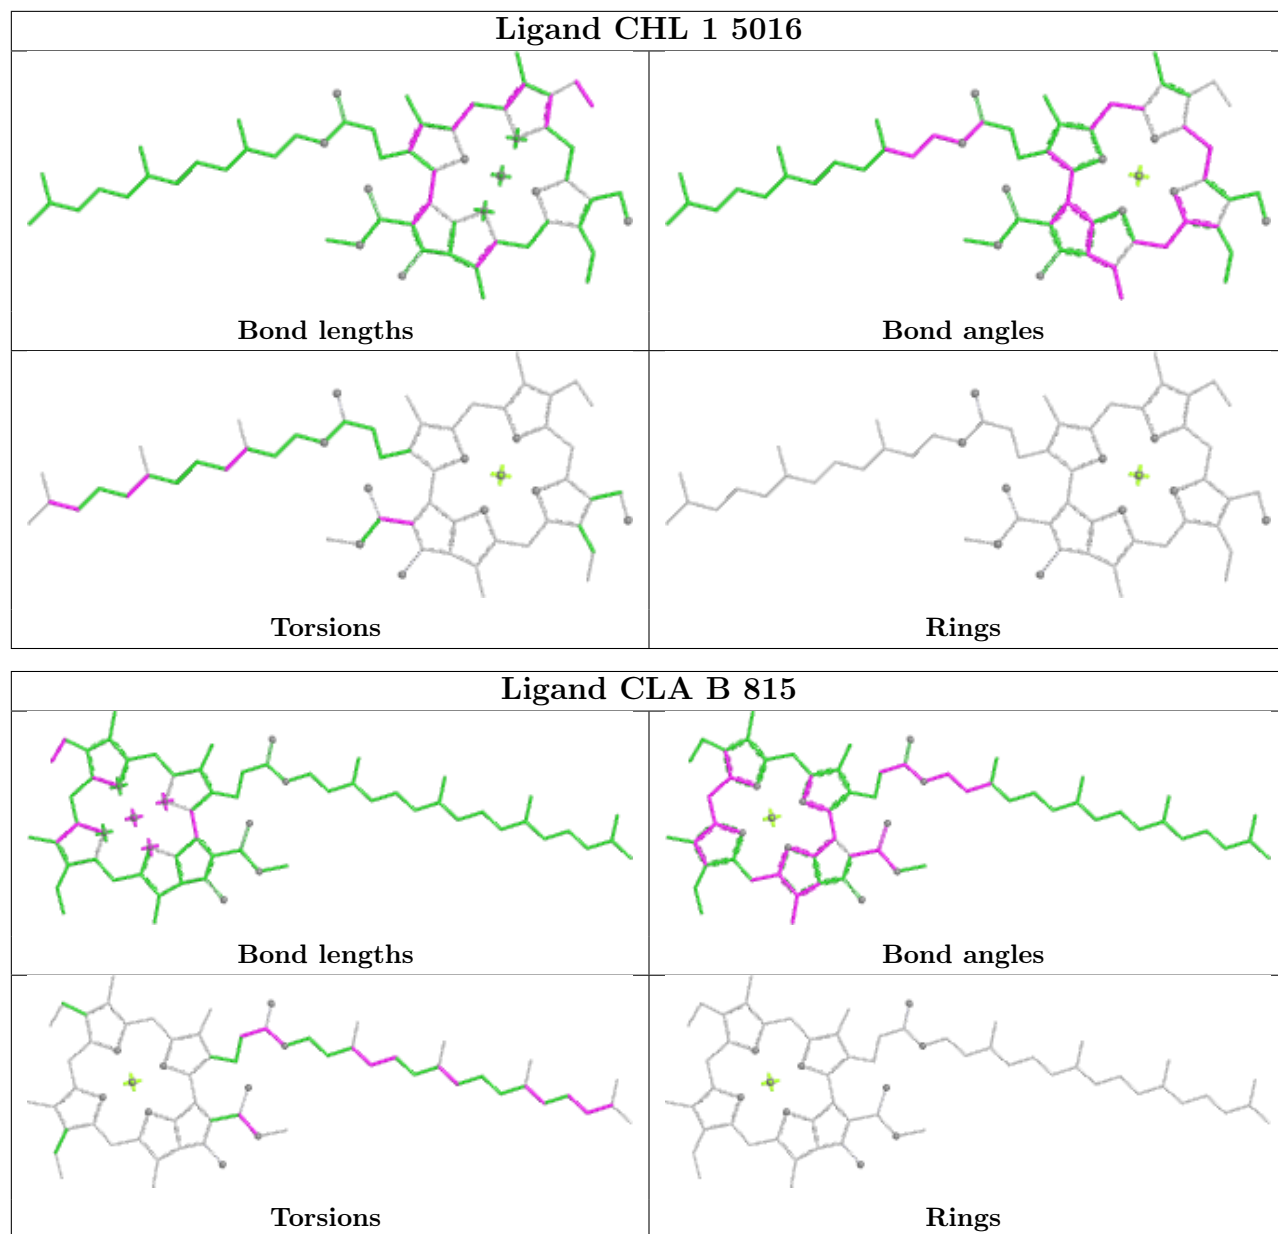 Ligand CHL 1 5016
Bond lengths
Bond angles
Torsions
Rings
Ligand CLA B 815
Bond lengths
Bond angles
Torsions
Rings